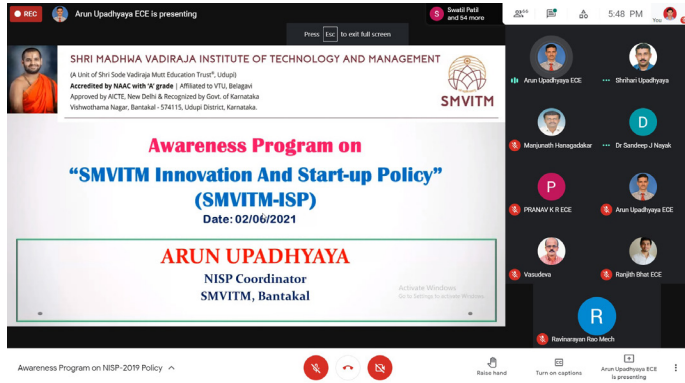 REC
Arun Upadhyaya ECE is presenting
Swatil Patil
and 54 more
66
5:48 PM
You
Press Esc to exit full screen
SHRI MADHWA VADIRAJA INSTITUTE OF TECHNOLOGY AND MANAGEMENT
(A Unit of Shri Sode Vadiraja Mutt Education Trust®, Udupi)
Accredited by NAAC with 'A' grade | Affiliated to VTU, Belagavi
Approved by AICTE, New Delhi & Recognized by Govt. of Karnataka
Vishwothama Nagar, Bantakal - 574115, Udupi District, Karnataka.
SMVITM
Awareness Program on
“SMVITM Innovation And Start-up Policy”
(SMVITM-ISP)
Date: 02/06/2021
ARUN UPADHYAYA
NISP Coordinator
SMVITM, Bantakal
Activate Windows
Go to Settings to activate Windows
Arun Upadhyaya ECE
Shrihari Upadhyaya
D
Manjunath Hanagadakar
Dr Sandeep J Nayak
P
PRANAV K R ECE
Arun Upadhyaya ECE
Vasudeva
Ranjith Bhat ECE
R
Ravinarayan Rao Mech
Awareness Program on NISP-2019 Policy
Raise hand
Turn on captions
Arun Upadhyaya ECE
is presenting